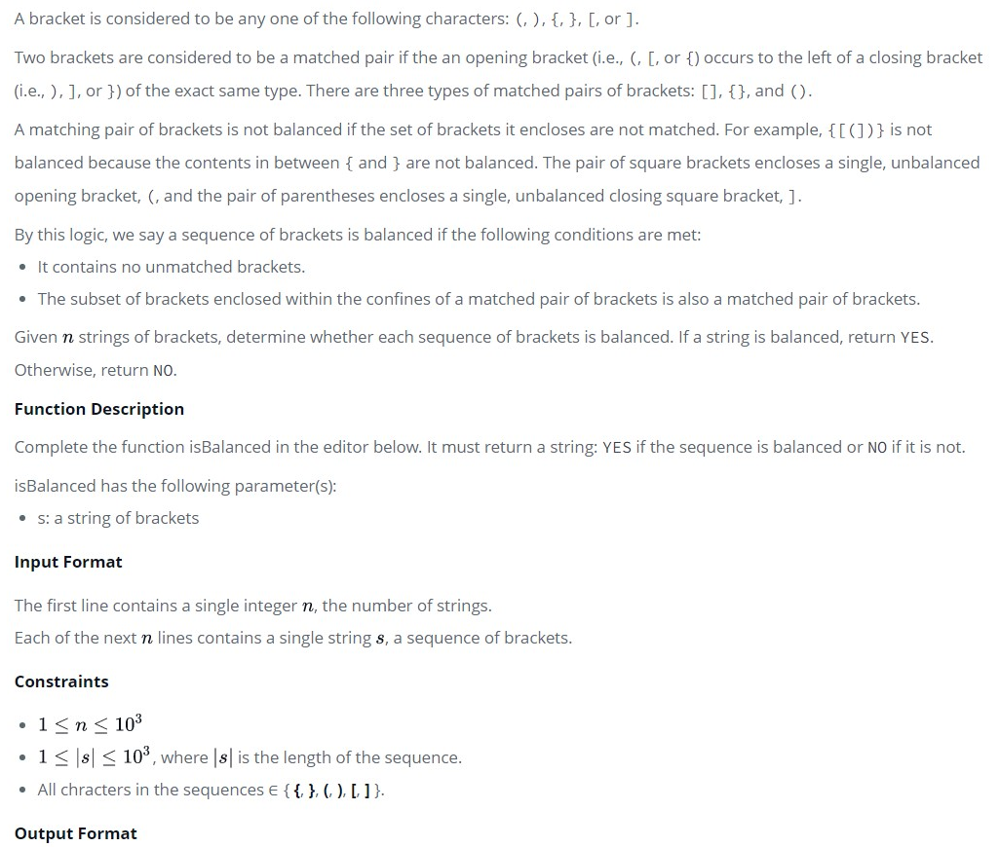 A bracket is considered to be any one of the following characters: (, ), {, }, [, or ].
Two brackets are considered to be a matched pair if the an opening bracket (i.e., (, [, or {) occurs to the left of a closing bracket
(i.e., ), ], or }) of the exact same type. There are three types of matched pairs of brackets: [], {}, and ().
A matching pair of brackets is not balanced if the set of brackets it encloses are not matched. For example, {[(])} is not
balanced because the contents in between { and } are not balanced. The pair of square brackets encloses a single, unbalanced
opening bracket, (, and the pair of parentheses encloses a single, unbalanced closing square bracket, ].
By this logic, we say a sequence of brackets is balanced if the following conditions are met:
• It contains no unmatched brackets.
• The subset of brackets enclosed within the confines of a matched pair of brackets is also a matched pair of brackets.
Given n strings of brackets, determine whether each sequence of brackets is balanced. If a string is balanced, return YES.
Otherwise, return NO.
Function Description
Complete the function isBalanced in the editor below. It must return a string: YES if the sequence is balanced or NO if it is not.
isBalanced has the following parameter(s):
• s: a string of brackets
Input Format
The first line contains a single integer n, the number of strings.
Each of the next n lines contains a single string s, a sequence of brackets.
Constraints
• 1 ≤ n ≤ 10³
• 1 ≤ |s| ≤ 10³, where |s| is the length of the sequence.
• All chracters in the sequences ∈ { {, }, (, ), [, ] }.
Output Format